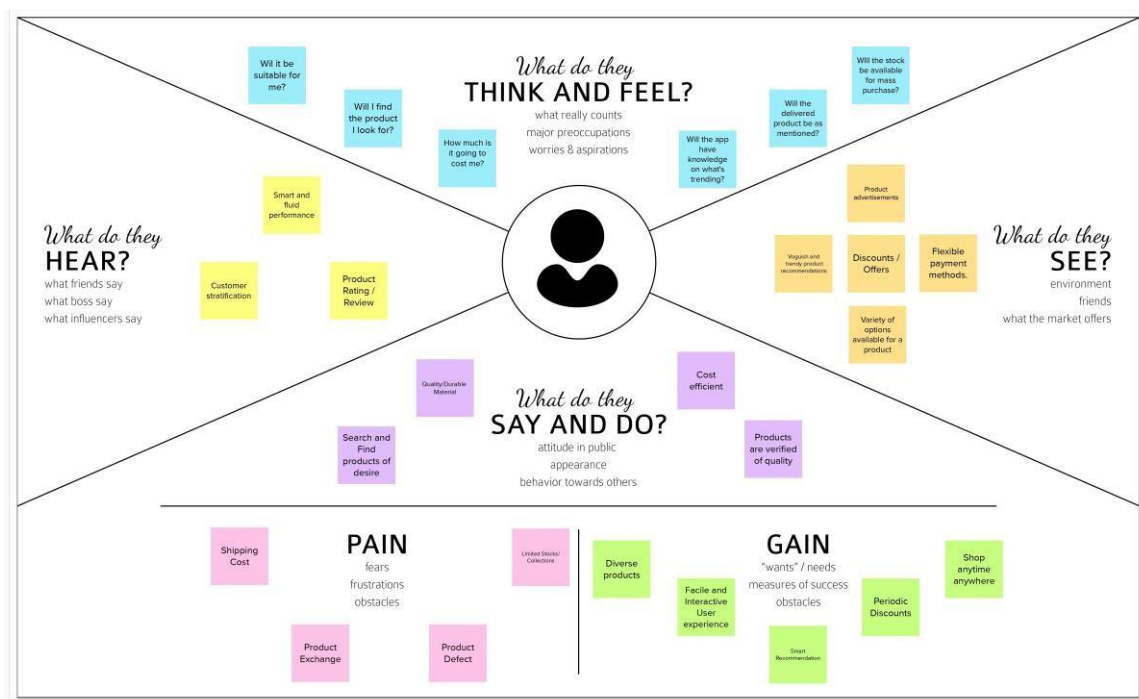 What do they
THINK AND FEEL?
what really counts
major preoccupations
worries & aspirations
Wil it be
suitable for
me?
Will I find
the product
I look for?
How much is
it going to
cost me?
Will the app
have
knowledge
on what's
trending?
Will the
delivered
product be as
mentioned?
Will the stock
be available
for mass
purchase?
What do they
HEAR?
what friends say
what boss say
what influencers say
Smart and
fluid
performance
Customer
stratification
Product
Rating /
Review
What do they
SEE?
environment
friends
what the market offers
Product
advertisements
Voguish and
trendy product
recommendations
Discounts /
Offers
Flexible
payment
methods.
Variety of
options
available for a
product
What do they
SAY AND DO?
attitude in public
appearance
behavior towards others
Quality/Durable
Material
Search and
Find
products of
desire
Cost
efficient
Products
are verified
of quality
PAIN
fears
frustrations
obstacles
Shipping
Cost
Limited Stocks/
Collections
Product
Exchange
Product
Defect
GAIN
"wants" / needs
measures of success
obstacles
Diverse
products
Facile and
Interactive
User
experience
Smart
Recommendation
Periodic
Discounts
Shop
anytime
anywhere